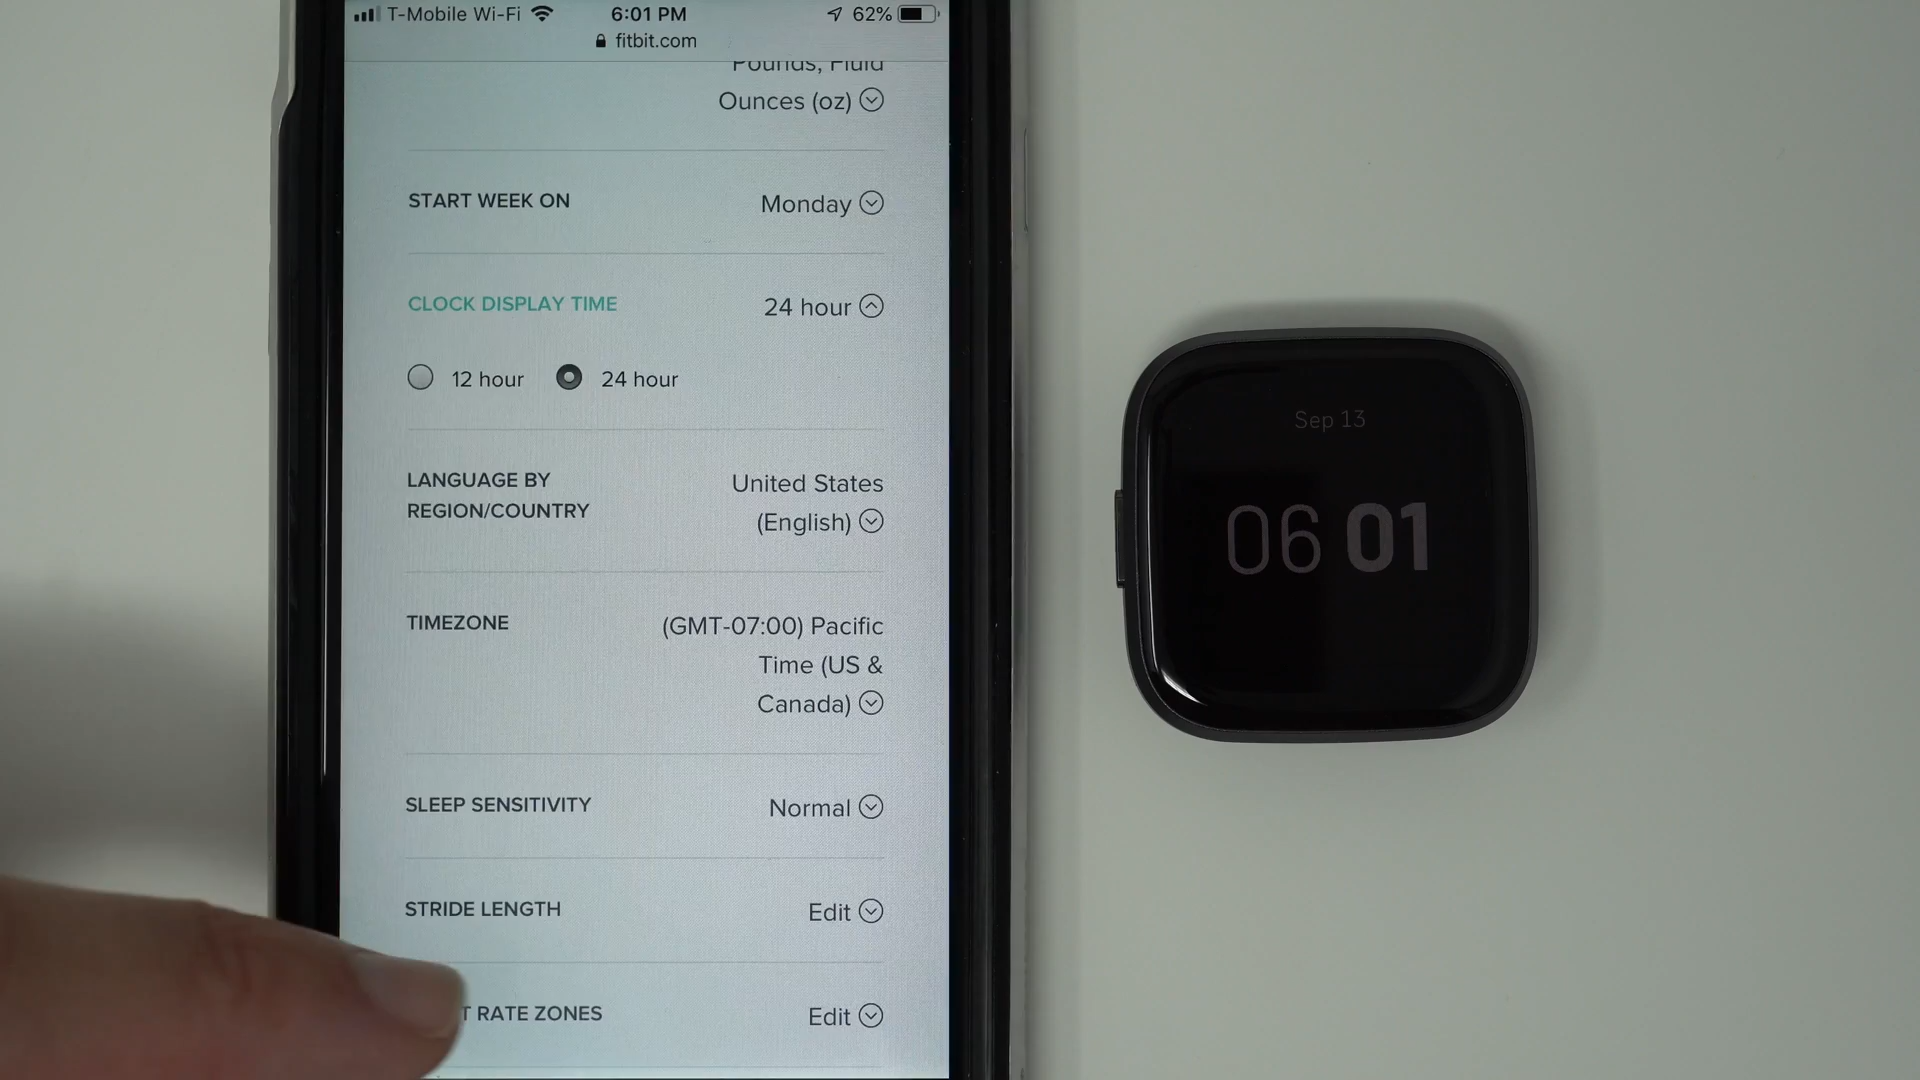 T-Mobile Wi-Fi 6:01 PM 62%
fitbit.com
Pounds, Fluid
Ounces (oz)
START WEEK ON Monday
CLOCK DISPLAY TIME 24 hour
12 hour 24 hour
LANGUAGE BY United States
REGION/COUNTRY (English)
TIMEZONE (GMT-07:00) Pacific
Time (US &
Canada)
SLEEP SENSITIVITY Normal
STRIDE LENGTH Edit
T RATE ZONES Edit
Sep 13
06 01